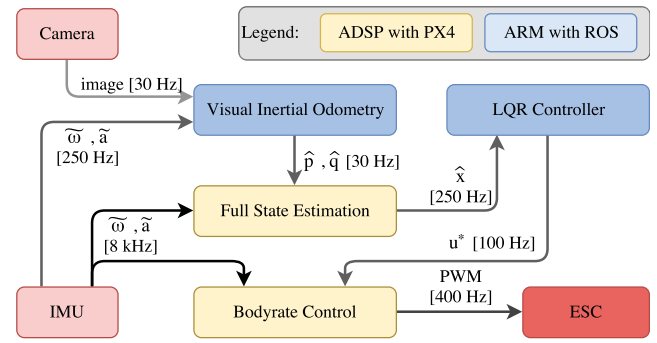 Camera
Legend:
ADSP with PX4
ARM with ROS
image [30 Hz]
Visual Inertial Odometry
LQR Controller
ω̃ , ã
[250 Hz]
p̂ , q̂ [30 Hz]
x̂
[250 Hz]
Full State Estimation
ω̃ , ã
[8 kHz]
u* [100 Hz]
PWM
[400 Hz]
IMU
Bodyrate Control
ESC